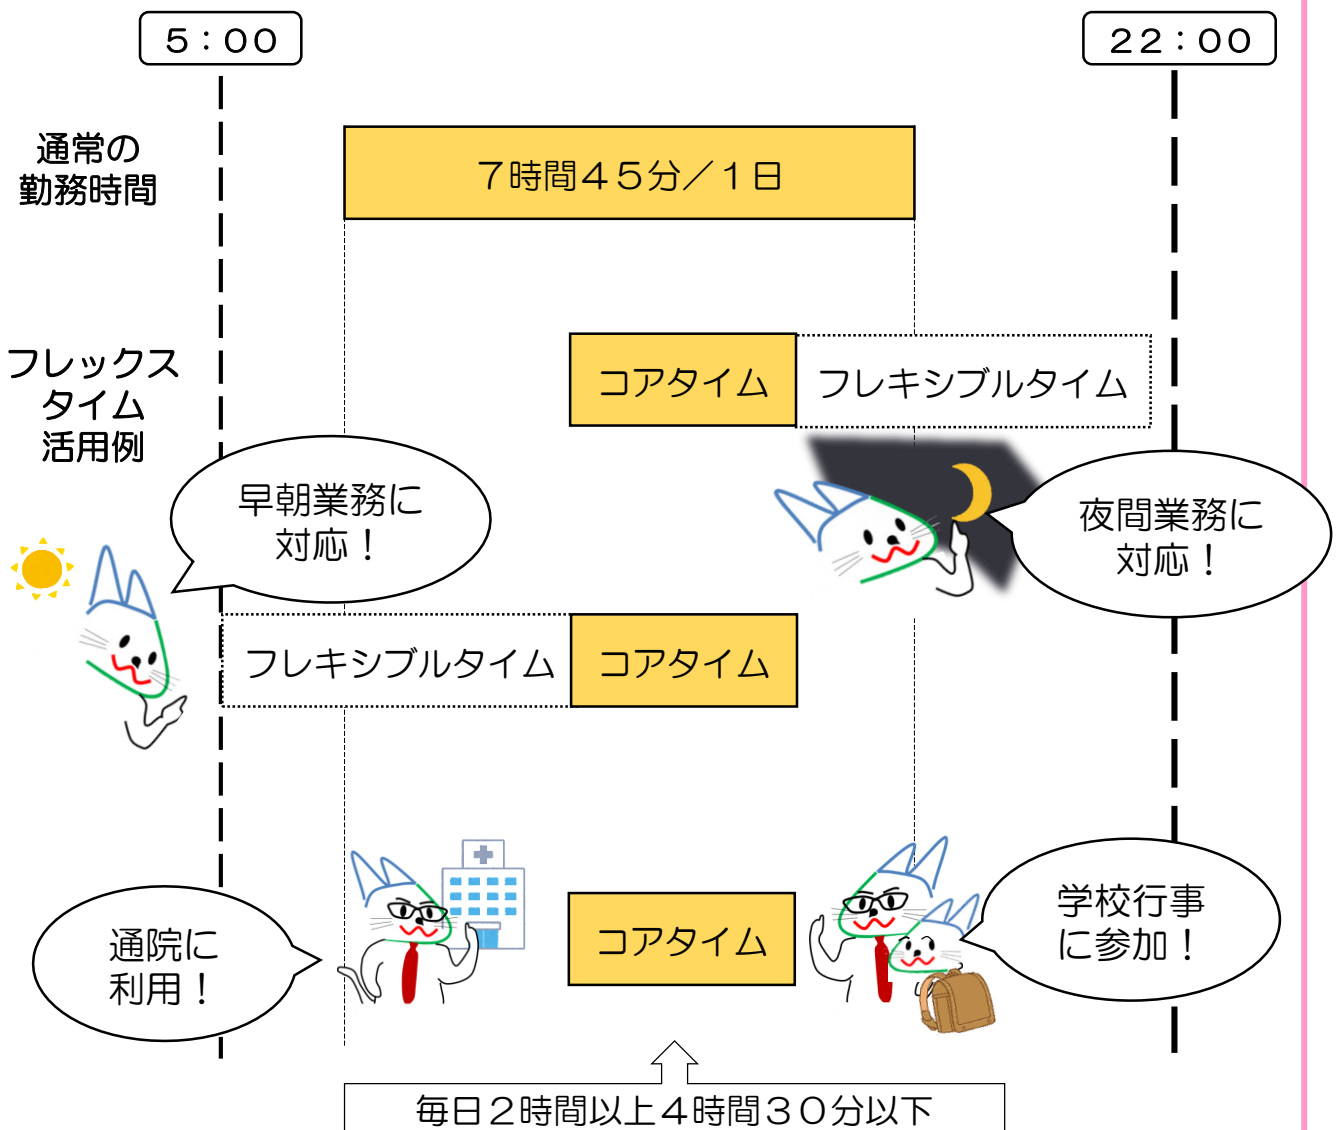 ５：００
２２：００
通常の
勤務時間
７時間４５分／１日
フレックス
タイム
活用例
コアタイム
フレキシブルタイム
早朝業務に
対応！
夜間業務に
対応！
フレキシブルタイム
コアタイム
通院に
利用！
コアタイム
学校行事
に参加！
毎日２時間以上４時間３０分以下